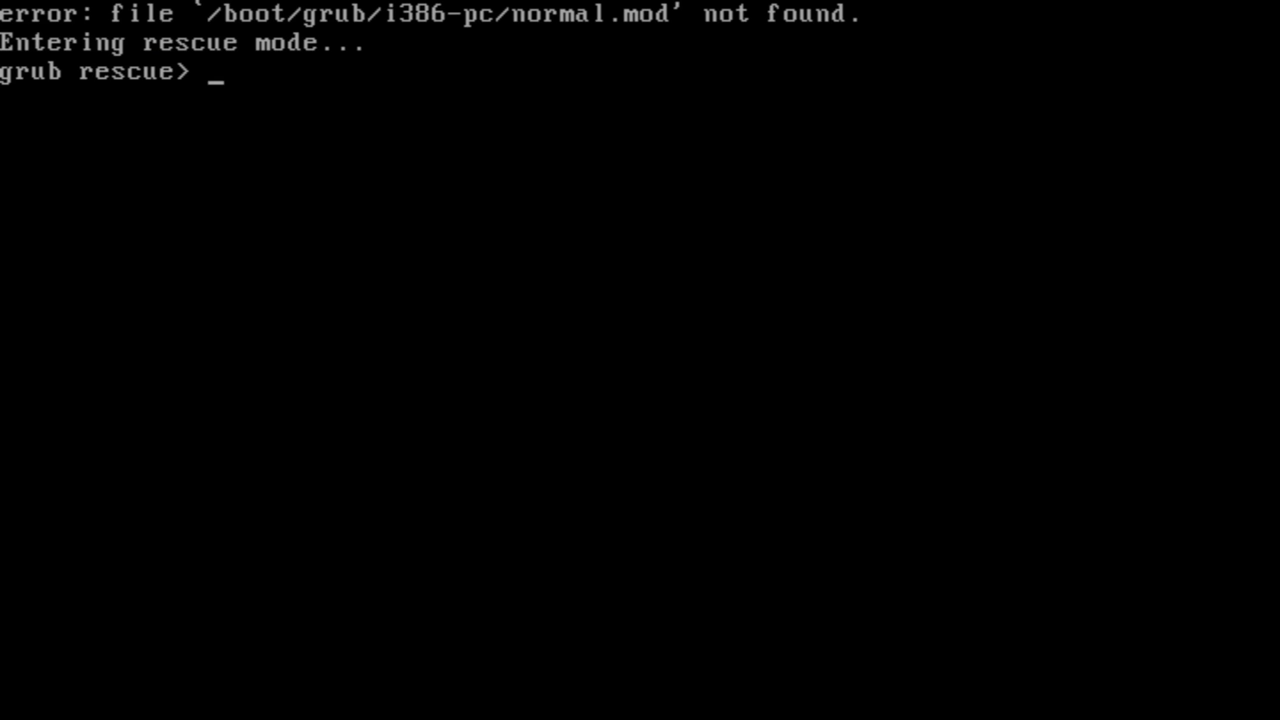 error: file `/boot/grub/i386-pc/normal.mod' not found.
Entering rescue mode...
grub rescue> _